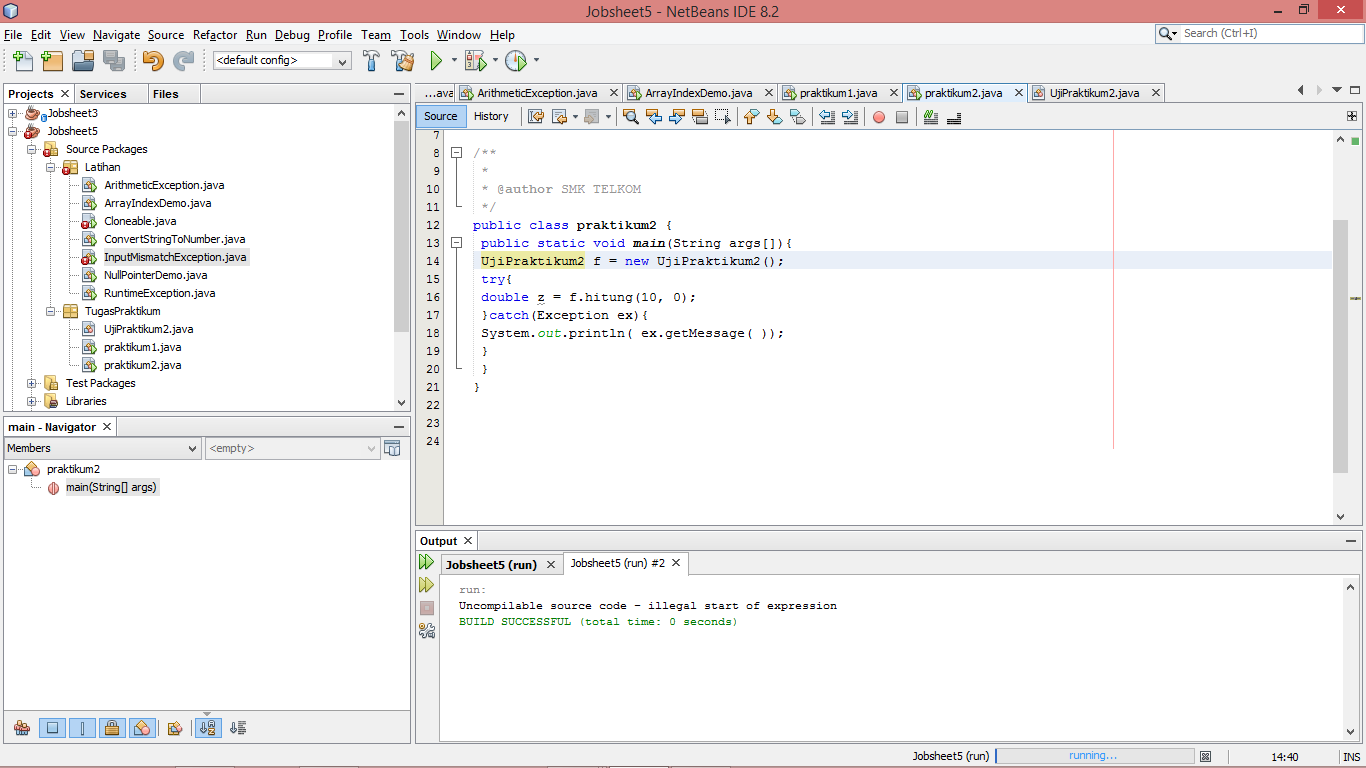 Jobsheet5 - NetBeans IDE 8.2
File Edit View Navigate Source Refactor Run Debug Profile Team Tools Window Help
Search (Ctrl+I)
<default config>
Projects Services Files
Jobsheet3
Jobsheet5
Source Packages
Latihan
ArithmeticException.java
ArrayIndexDemo.java
Cloneable.java
ConvertStringToNumber.java
InputMismatchException.java
NullPointerDemo.java
RuntimeException.java
TugasPraktikum
UjiPraktikum2.java
praktikum1.java
praktikum2.java
Test Packages
Libraries
main - Navigator
Members <empty>
praktikum2
main(String[] args)
...ava ArithmeticException.java ArrayIndexDemo.java praktikum1.java praktikum2.java UjiPraktikum2.java
Source History
7
8 /**
9 *
10 * @author SMK TELKOM
11 */
12 public class praktikum2 {
13 public static void main(String args[]){
14 UjiPraktikum2 f = new UjiPraktikum2();
15 try{
16 double z = f.hitung(10, 0);
17 }catch(Exception ex){
18 System.out.println( ex.getMessage( ));
19 }
20 }
21 }
22
23
24
Output
Jobsheet5 (run) Jobsheet5 (run) #2
run:
Uncompilable source code - illegal start of expression
BUILD SUCCESSFUL (total time: 0 seconds)
Jobsheet5 (run) running... 14:40 INS